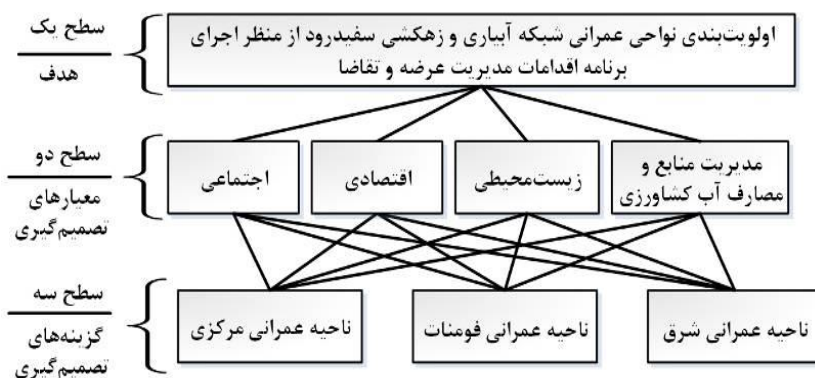 سطح یک
هدف
اولویت‌بندی نواحی عمرانی شبکه آبیاری و زهکشی سفیدرود از منظر اجرای
برنامه اقدامات مدیریت عرضه و تقاضا
سطح دو
معیارهای
تصمیم‌گیری
مدیریت منابع و
مصارف آب کشاورزی
زیست‌محیطی
اقتصادی
اجتماعی
سطح سه
گزینه‌های
تصمیم‌گیری
ناحیه عمرانی شرق
ناحیه عمرانی فومنات
ناحیه عمرانی مرکزی